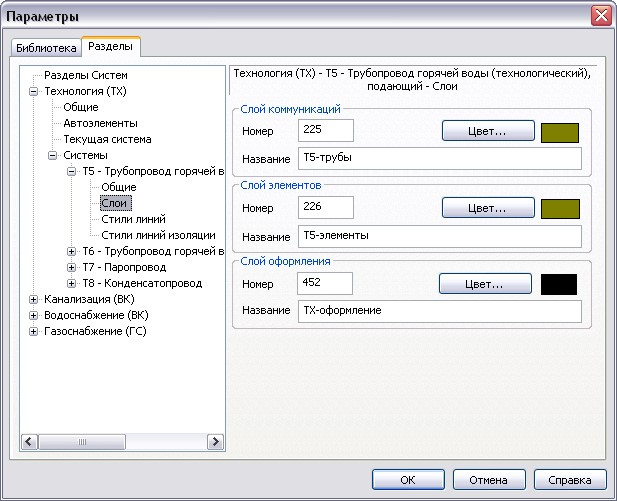 Параметры
Библиотека
Разделы
Разделы Систем
Технология (ТХ)
Общие
Автоэлементы
Текущая система
Системы
Т5 - Трубопровод горячей в
Общие
Слои
Стили линий
Стили линий изоляции
Т6 - Трубопровод горячей в
Т7 - Паропровод
Т8 - Конденсатопровод
Канализация (ВК)
Водоснабжение (ВК)
Газоснабжение (ГС)
Технология (ТХ) - Т5 - Трубопровод горячей воды (технологический),
подающий - Слои
Слой коммуникаций
Номер 225 Цвет...
Название Т5-трубы
Слой элементов
Номер 226 Цвет...
Название Т5-элементы
Слой оформления
Номер 452 Цвет...
Название ТХ-оформление
ОК Отмена Справка